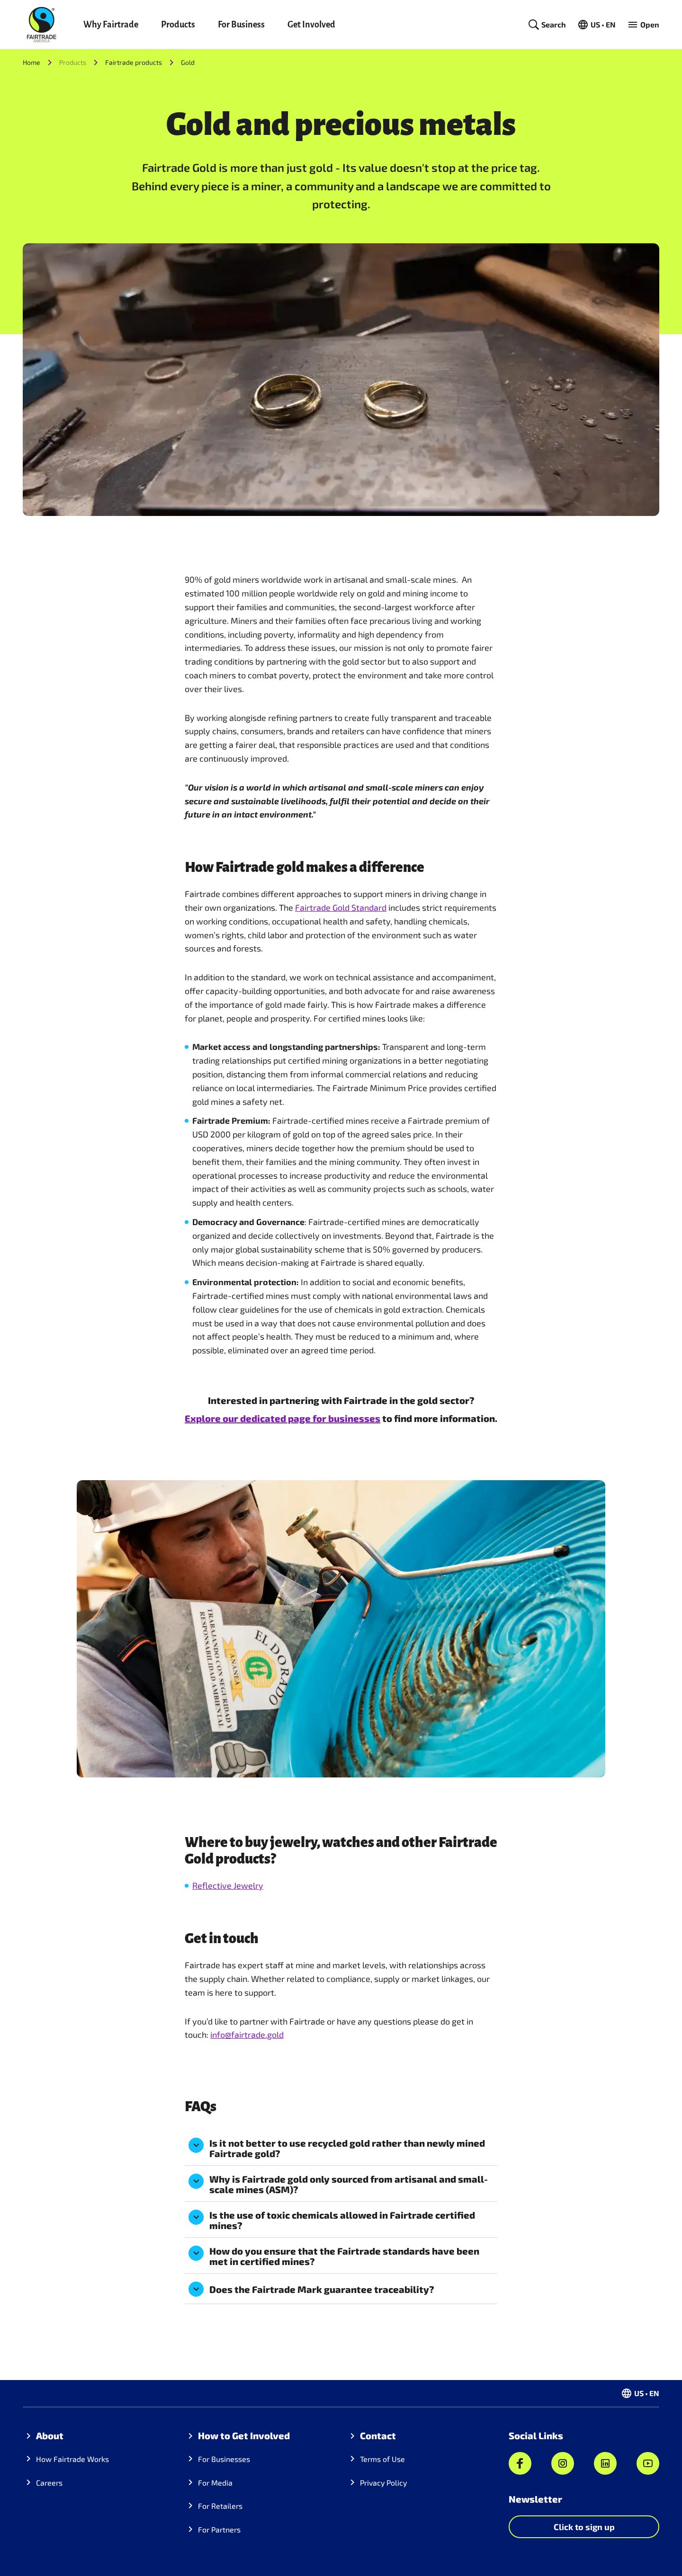 FAIRTRADE
AMERICA
Why Fairtrade
Products
For Business
Get Involved
Search
US • EN
Open
Home
Products
Fairtrade products
Gold
Gold and precious metals
Fairtrade Gold is more than just gold - Its value doesn't stop at the price tag.
Behind every piece is a miner, a community and a landscape we are committed to
protecting.
90% of gold miners worldwide work in artisanal and small-scale mines.  An
estimated 100 million people worldwide rely on gold and mining income to
support their families and communities, the second-largest workforce after
agriculture. Miners and their families often face precarious living and working
conditions, including poverty, informality and high dependency from
intermediaries. To address these issues, our mission is not only to promote fairer
trading conditions by partnering with the gold sector but to also support and
coach miners to combat poverty, protect the environment and take more control
over their lives.
By working alongisde refining partners to create fully transparent and traceable
supply chains, consumers, brands and retailers can have confidence that miners
are getting a fairer deal, that responsible practices are used and that conditions
are continuously improved.
"Our vision is a world in which artisanal and small-scale miners can enjoy
secure and sustainable livelihoods, fulfil their potential and decide on their
future in an intact environment."
How Fairtrade gold makes a difference
Fairtrade combines different approaches to support miners in driving change in
their own organizations. The Fairtrade Gold Standard includes strict requirements
on working conditions, occupational health and safety, handling chemicals,
women's rights, child labor and protection of the environment such as water
sources and forests.
In addition to the standard, we work on technical assistance and accompaniment,
offer capacity-building opportunities, and both advocate for and raise awareness
of the importance of gold made fairly. This is how Fairtrade makes a difference
for planet, people and prosperity. For certified mines looks like:
Market access and longstanding partnerships: Transparent and long-term
trading relationships put certified mining organizations in a better negotiating
position, distancing them from informal commercial relations and reducing
reliance on local intermediaries. The Fairtrade Minimum Price provides certified
gold mines a safety net.
Fairtrade Premium: Fairtrade-certified mines receive a Fairtrade premium of
USD 2000 per kilogram of gold on top of the agreed sales price. In their
cooperatives, miners decide together how the premium should be used to
benefit them, their families and the mining community. They often invest in
operational processes to increase productivity and reduce the environmental
impact of their activities as well as community projects such as schools, water
supply and health centers.
Democracy and Governance: Fairtrade-certified mines are democratically
organized and decide collectively on investments. Beyond that, Fairtrade is the
only major global sustainability scheme that is 50% governed by producers.
Which means decision-making at Fairtrade is shared equally.
Environmental protection: In addition to social and economic benefits,
Fairtrade-certified mines must comply with national environmental laws and
follow clear guidelines for the use of chemicals in gold extraction. Chemicals
must be used in a way that does not cause environmental pollution and does
not affect people's health. They must be reduced to a minimum and, where
possible, eliminated over an agreed time period.
Interested in partnering with Fairtrade in the gold sector?
Explore our dedicated page for businesses to find more information.
TRABAJANDO CON SEGURIDAD
RESPONSABILIDAD AMBIENTAL
ANANEA
EL DORADO
Where to buy jewelry, watches and other Fairtrade
Gold products?
Reflective Jewelry
Get in touch
Fairtrade has expert staff at mine and market levels, with relationships across
the supply chain. Whether related to compliance, supply or market linkages, our
team is here to support.
If you'd like to partner with Fairtrade or have any questions please do get in
touch: info@fairtrade.gold
FAQs
Is it not better to use recycled gold rather than newly mined
Fairtrade gold?
Why is Fairtrade gold only sourced from artisanal and small-
scale mines (ASM)?
Is the use of toxic chemicals allowed in Fairtrade certified
mines?
How do you ensure that the Fairtrade standards have been
met in certified mines?
Does the Fairtrade Mark guarantee traceability?
US • EN
About
How Fairtrade Works
Careers
How to Get Involved
For Businesses
For Media
For Retailers
For Partners
Contact
Terms of Use
Privacy Policy
Social Links
Newsletter
Click to sign up